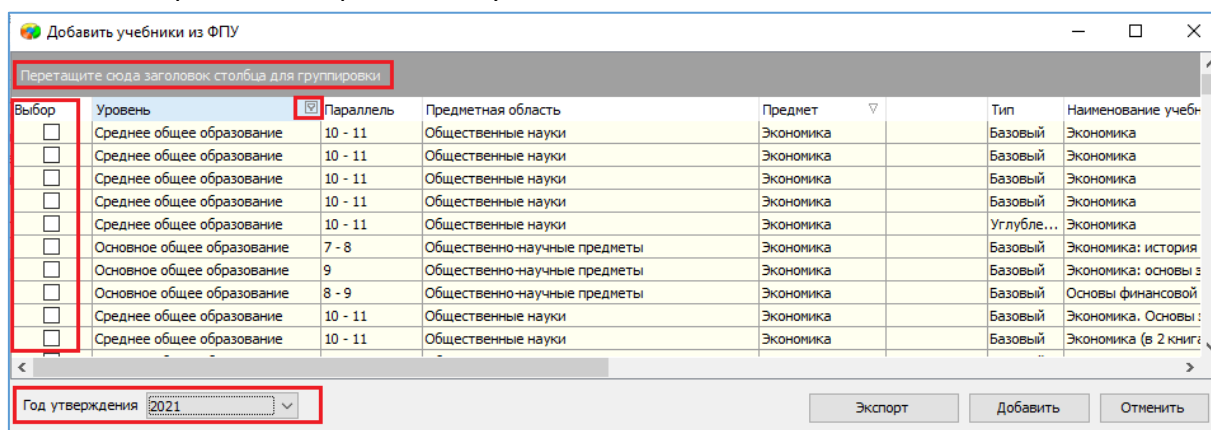 Добавить учебники из ФПУ
Перетащите сюда заголовок столбца для группировки
Выбор Уровень Параллель Предметная область Предмет Тип Наименование учебн
Среднее общее образование 10 - 11 Общественные науки Экономика Базовый Экономика
Среднее общее образование 10 - 11 Общественные науки Экономика Базовый Экономика
Среднее общее образование 10 - 11 Общественные науки Экономика Базовый Экономика
Среднее общее образование 10 - 11 Общественные науки Экономика Базовый Экономика
Среднее общее образование 10 - 11 Общественные науки Экономика Углубле... Экономика
Основное общее образование 7 - 8 Общественно-научные предметы Экономика Базовый Экономика: история
Основное общее образование 9 Общественно-научные предметы Экономика Базовый Экономика: основы
Основное общее образование 8 - 9 Общественно-научные предметы Экономика Базовый Основы финансовой
Среднее общее образование 10 - 11 Общественные науки Экономика Базовый Экономика. Основы
Среднее общее образование 10 - 11 Общественные науки Экономика Базовый Экономика (в 2 книга
Год утверждения 2021 Экспорт Добавить Отменить